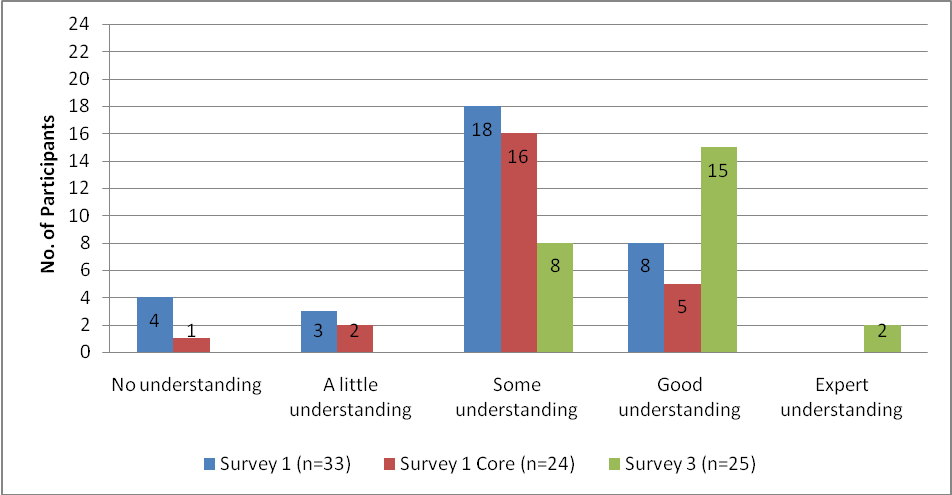 24
22
20
18
16
14
12
10
8
6
4
2
0
No. of Participants
4
1
3
2
18
16
8
8
5
15
2
No understanding
A little
understanding
Some
understanding
Good
understanding
Expert
understanding
Survey 1 (n=33)
Survey 1 Core (n=24)
Survey 3 (n=25)